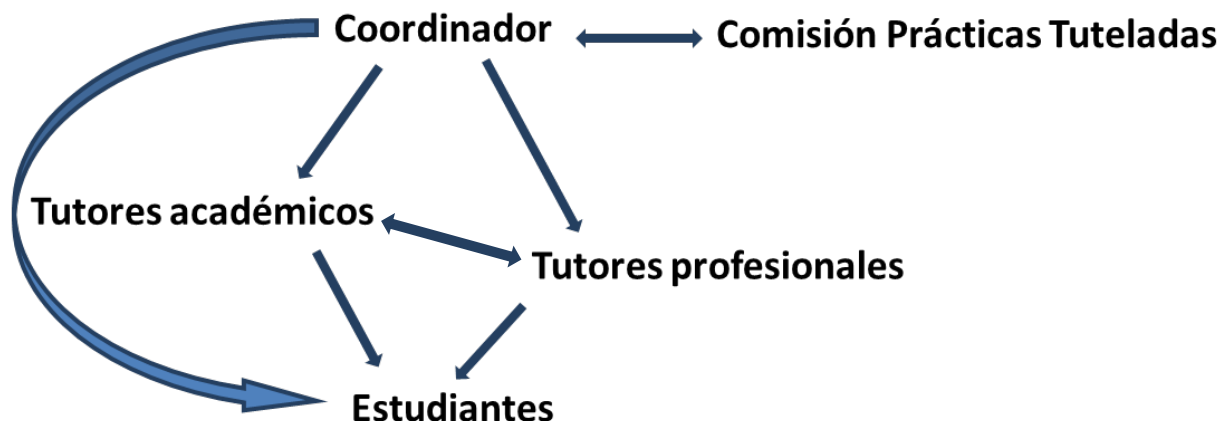 Coordinador
Comisión Prácticas Tuteladas
Tutores académicos
Tutores profesionales
Estudiantes